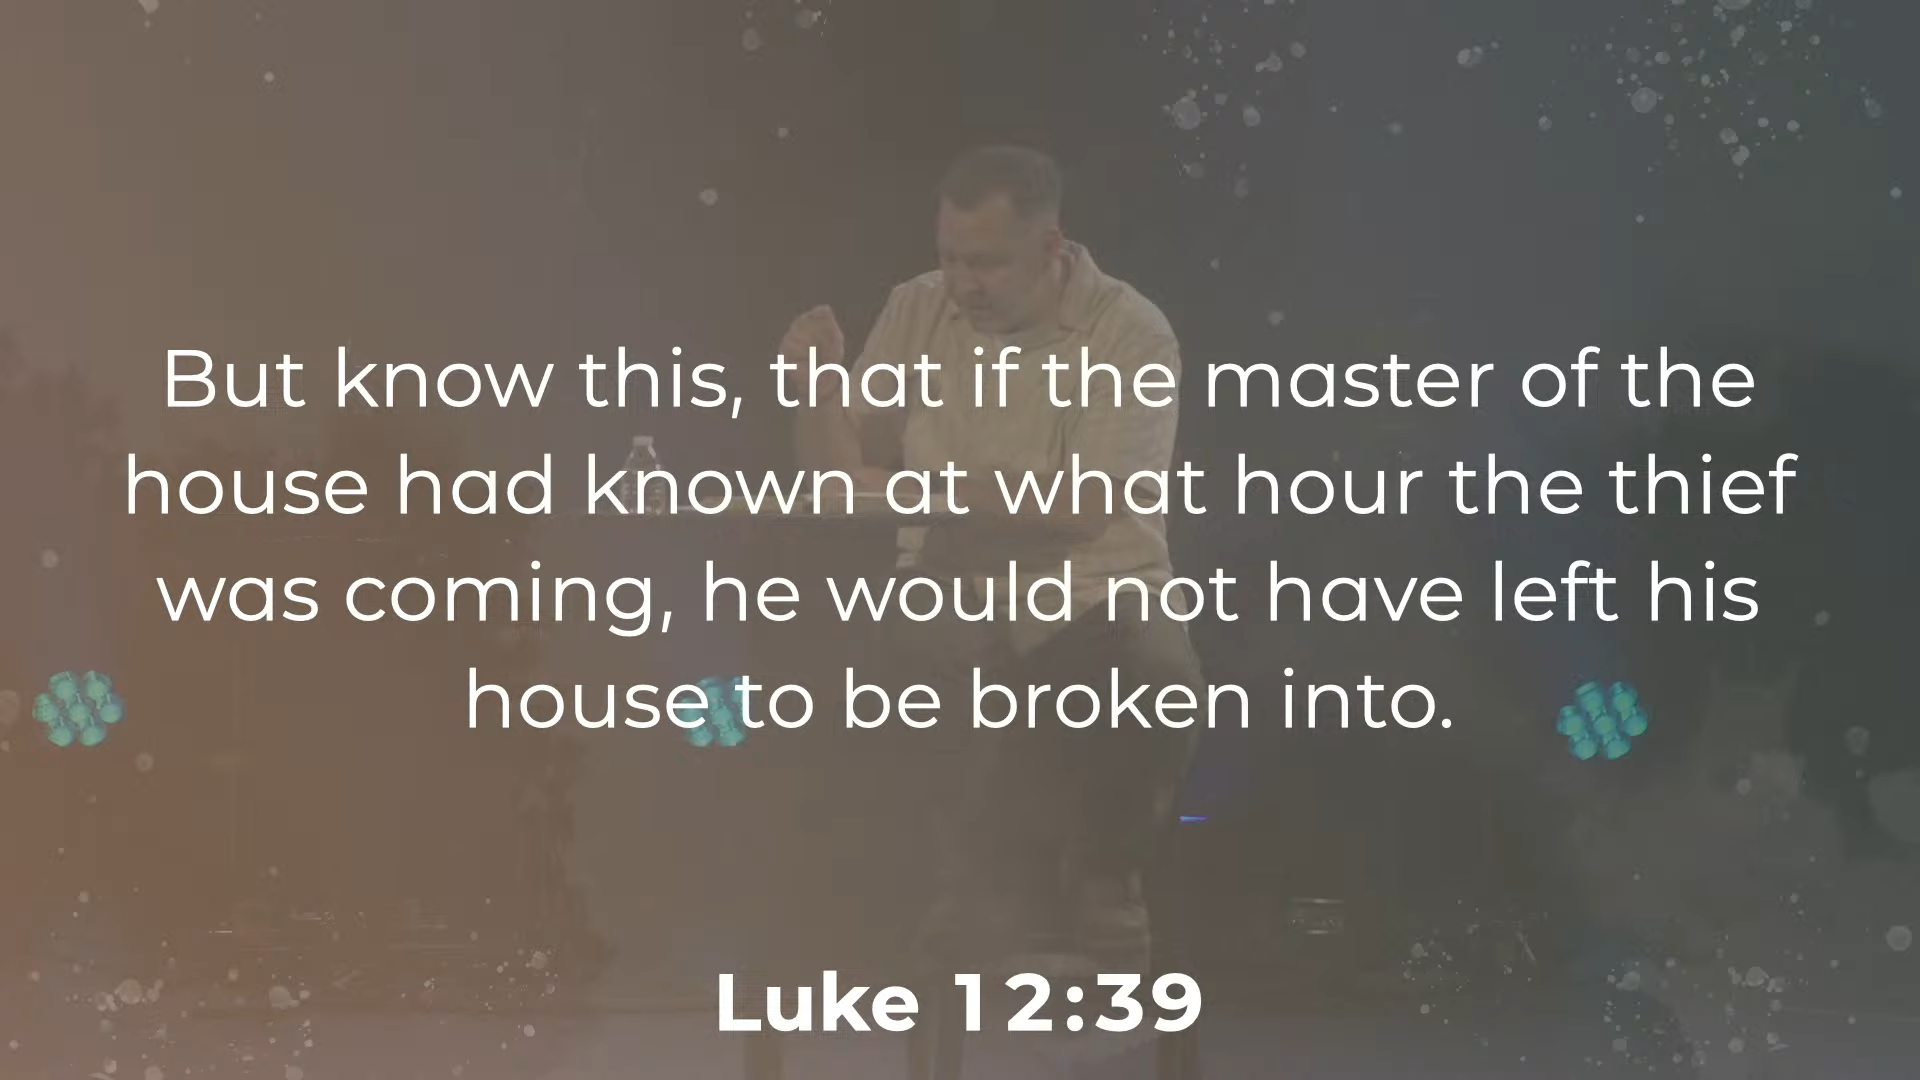 But know this, that if the master of the
house had known at what hour the thief
was coming, he would not have left his
house to be broken into.
Luke 12:39